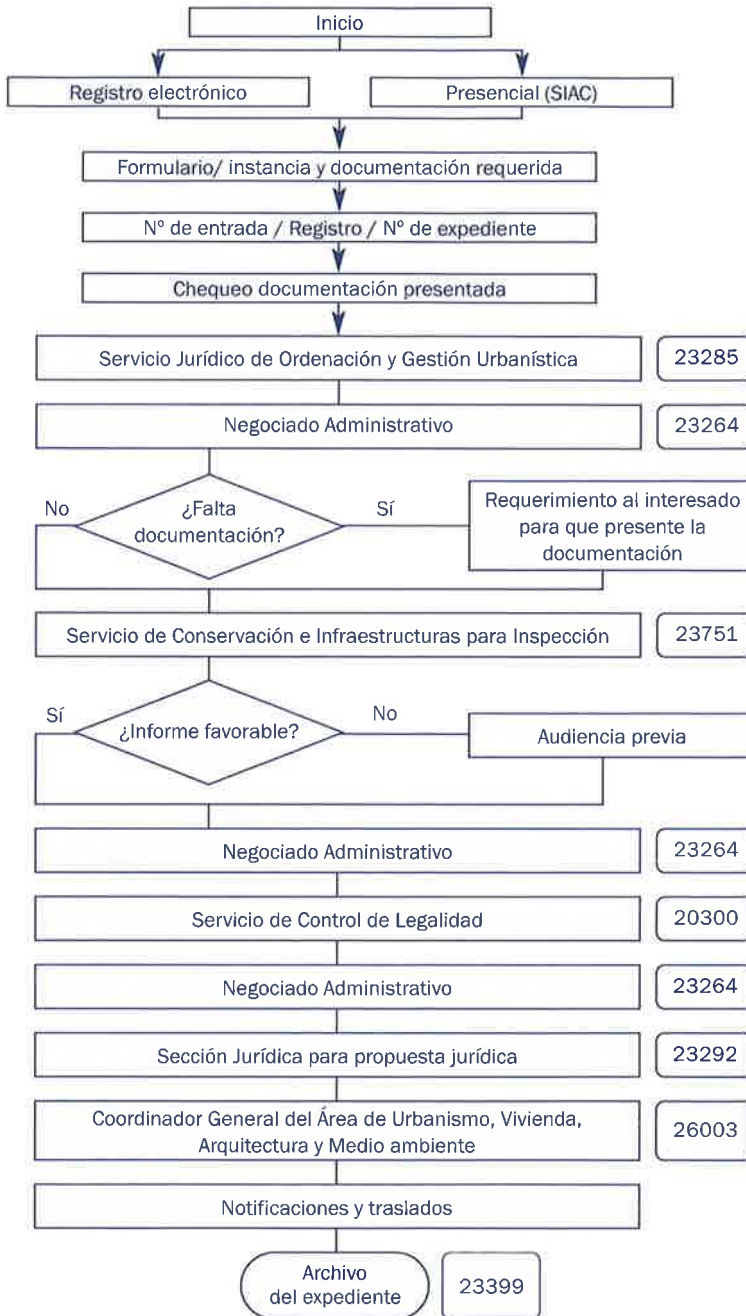 Inicio
Registro electrónico
Presencial (SIAC)
Formulario/ instancia y documentación requerida
Nº de entrada / Registro / Nº de expediente
Chequeo documentación presentada
Servicio Jurídico de Ordenación y Gestión Urbanística
23285
Negociado Administrativo
23264
No
¿Falta
documentación?
Sí
Requerimiento al interesado
para que presente la
documentación
Servicio de Conservación e Infraestructuras para Inspección
23751
Sí
¿Informe favorable?
No
Audiencia previa
Negociado Administrativo
23264
Servicio de Control de Legalidad
20300
Negociado Administrativo
23264
Sección Jurídica para propuesta jurídica
23292
Coordinador General del Área de Urbanismo, Vivienda,
Arquitectura y Medio ambiente
26003
Notificaciones y traslados
Archivo
del expediente
23399